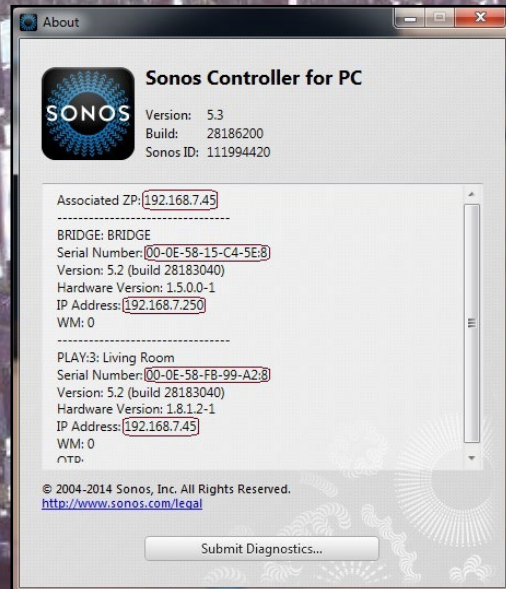 About
SONOS
Sonos Controller for PC
Version: 5.3
Build: 28186200
Sonos ID: 111994420
Associated ZP: 192.168.7.45
---------------------------------
BRIDGE: BRIDGE
Serial Number: 00-0E-58-15-C4-5E:8
Version: 5.2 (build 28183040)
Hardware Version: 1.5.0.0-1
IP Address: 192.168.7.250
WM: 0
---------------------------------
PLAY:3: Living Room
Serial Number: 00-0E-58-FB-99-A2:8
Version: 5.2 (build 28183040)
Hardware Version: 1.8.1.2-1
IP Address: 192.168.7.45
WM: 0
OTP:
© 2004-2014 Sonos, Inc. All Rights Reserved.
http://www.sonos.com/legal
Submit Diagnostics...